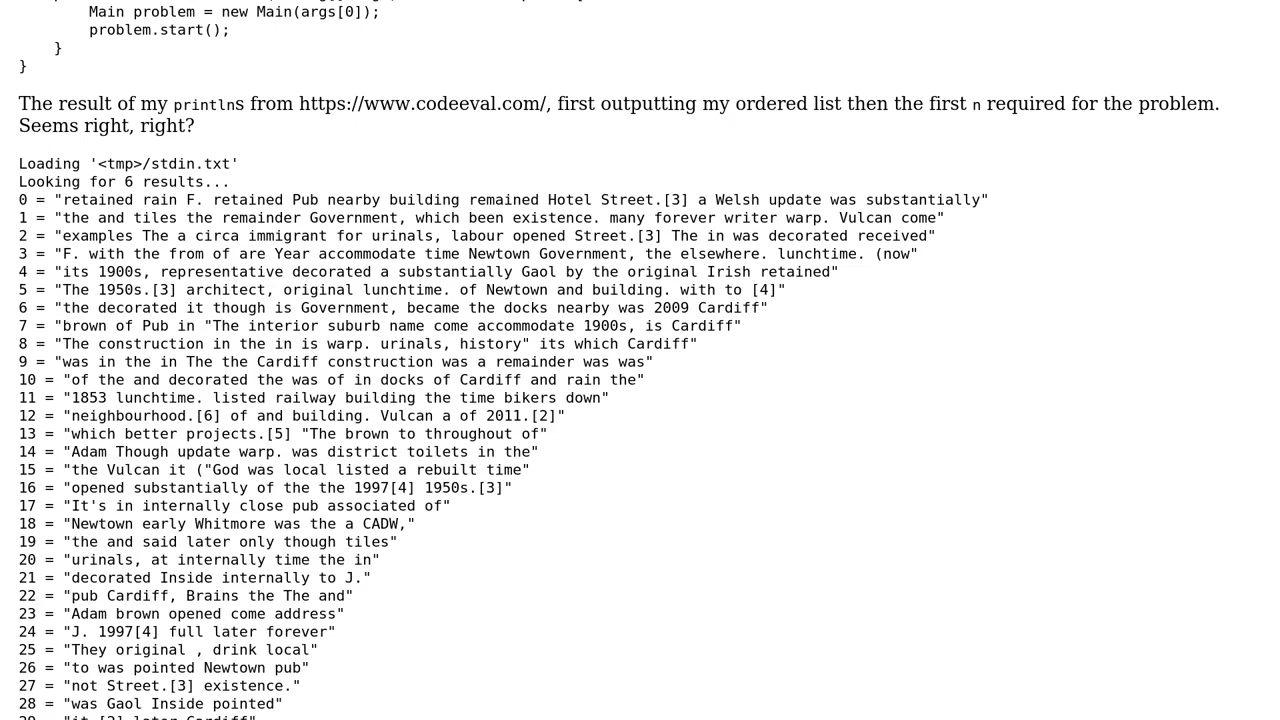 Main problem = new Main(args[0]);
problem.start();
}
}
The result of my printlns from https://www.codeeval.com/, first outputting my ordered list then the first n required for the problem.
Seems right, right?
Loading '<tmp>/stdin.txt'
Looking for 6 results...
0 = "retained rain F. retained Pub nearby building remained Hotel Street.[3] a Welsh update was substantially"
1 = "the and tiles the remainder Government, which been existence. many forever writer warp. Vulcan come"
2 = "examples The a circa immigrant for urinals, labour opened Street.[3] The in was decorated received"
3 = "F. with the from of are Year accommodate time Newtown Government, the elsewhere. lunchtime. (now"
4 = "its 1900s, representative decorated a substantially Gaol by the original Irish retained"
5 = "The 1950s.[3] architect, original lunchtime. of Newtown and building. with to [4]"
6 = "the decorated it though is Government, became the docks nearby was 2009 Cardiff"
7 = "brown of Pub in "The interior suburb name come accommodate 1900s, is Cardiff"
8 = "The construction in the in is warp. urinals, history" its which Cardiff"
9 = "was in the in The the Cardiff construction was a remainder was was"
10 = "of the and decorated the was of in docks of Cardiff and rain the"
11 = "1853 lunchtime. listed railway building the time bikers down"
12 = "neighbourhood.[6] of and building. Vulcan a of 2011.[2]"
13 = "which better projects.[5] "The brown to throughout of"
14 = "Adam Though update warp. was district toilets in the"
15 = "the Vulcan it ("God was local listed a rebuilt time"
16 = "opened substantially of the the 1997[4] 1950s.[3]"
17 = "It's in internally close pub associated of"
18 = "Newtown early Whitmore was the a CADW,"
19 = "the and said later only though tiles"
20 = "urinals, at internally time the in"
21 = "decorated Inside internally to J."
22 = "pub Cardiff, Brains the The and"
23 = "Adam brown opened come address"
24 = "J. 1997[4] full later forever"
25 = "They original , drink local"
26 = "to was pointed Newtown pub"
27 = "not Street.[3] existence."
28 = "was Gaol Inside pointed"
29 = "it [2] later Cardiff"